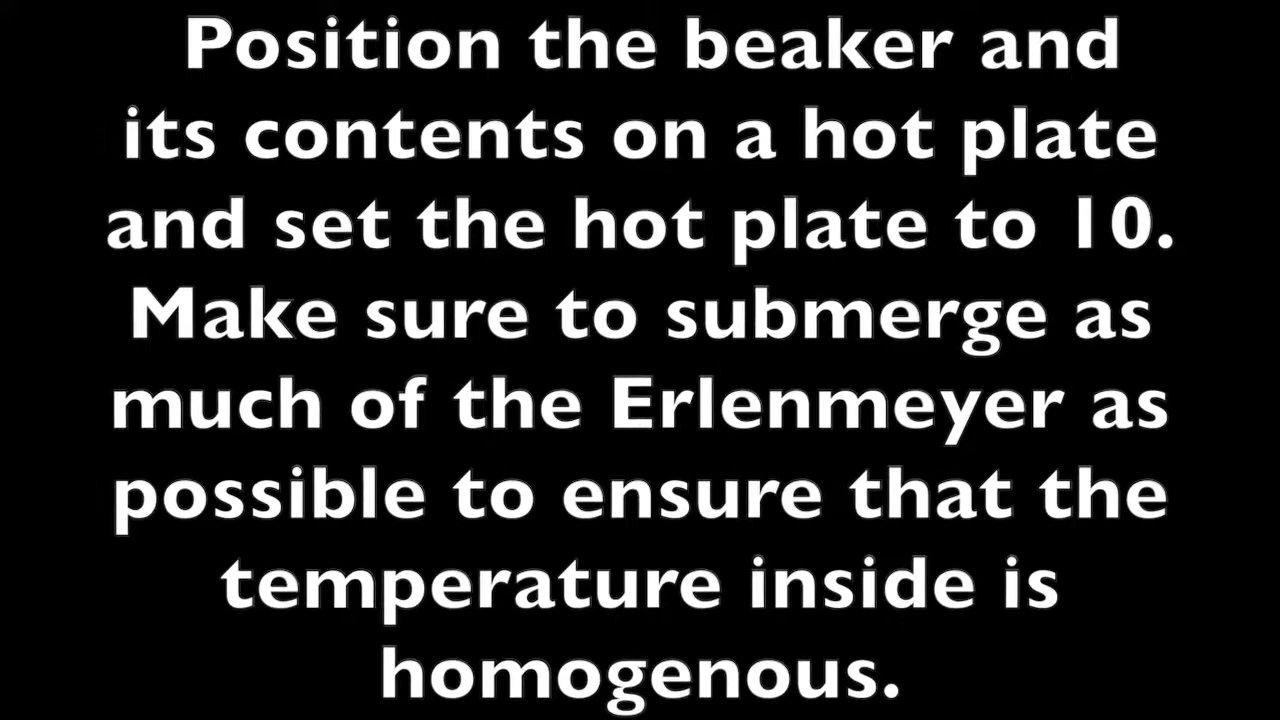 Position the beaker and
its contents on a hot plate
and set the hot plate to 10.
Make sure to submerge as
much of the Erlenmeyer as
possible to ensure that the
temperature inside is
homogenous.